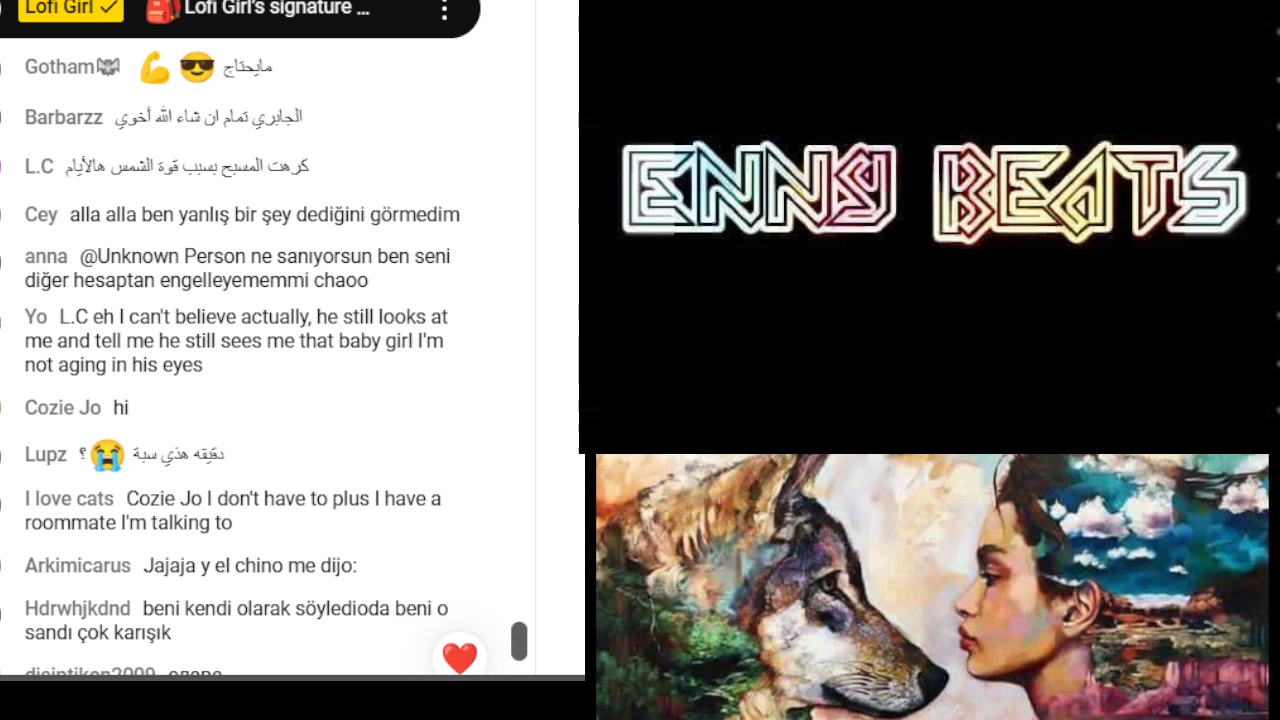 Lofi Girl ✓ 🎒 Lofi Girl's signature ...
Gotham 💪😎 مايحتاج
Barbarzz الجابري تمام ان شاء الله أخوي
L.C كرهت المسبح بسبب قوة الشمس هالأيام
Cey alla alla ben yanlış bir şey dediğini görmedim
anna @Unknown Person ne sanıyorsun ben seni
diğer hesaptan engelleyememmi chaoo
Yo L.C eh I can't believe actually, he still looks at
me and tell me he still sees me that baby girl I'm
not aging in his eyes
Cozie Jo hi
Lupz دقيقه هذي سبة 😭؟
I love cats Cozie Jo I don't have to plus I have a
roommate I'm talking to
Arkimicarus Jajaja y el chino me dijo:
Hdrwhjkdnd beni kendi olarak söyledioda beni o
sandı çok karışık
ENNY BEATS